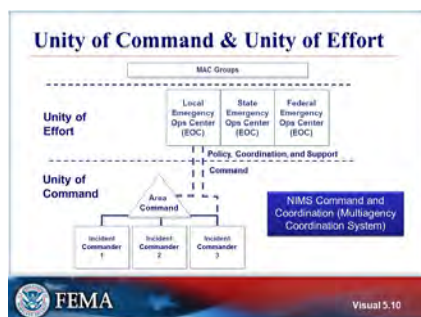 Unity of Command & Unity of Effort
MAC Groups
Unity of
Effort
Local
Emergency
Ops Center
(EOC)
State
Emergency
Ops Center
(EOC)
Federal
Emergency
Ops Center
(EOC)
Policy, Coordination, and Support
Unity of
Command
Command
Area
Command
NIMS Command and
Coordination (Multiagency
Coordination System)
Incident
Commander
1
Incident
Commander
2
Incident
Commander
3
FEMA
Visual 5.10